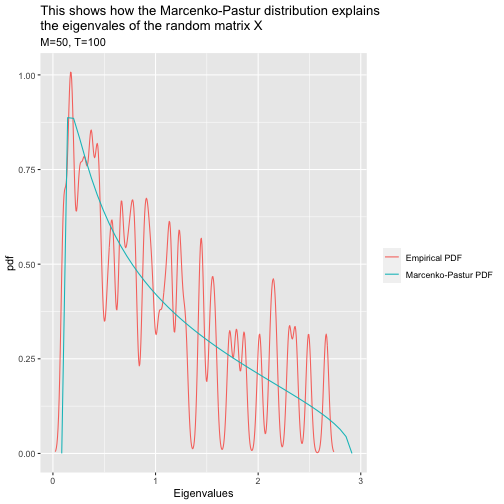 This shows how the Marcenko-Pastur distribution explains
the eigenvales of the random matrix X
M=50, T=100
1.00
0.75
0.50
0.25
0.00
pdf
0
1
2
3
Eigenvalues
Empirical PDF
Marcenko-Pastur PDF